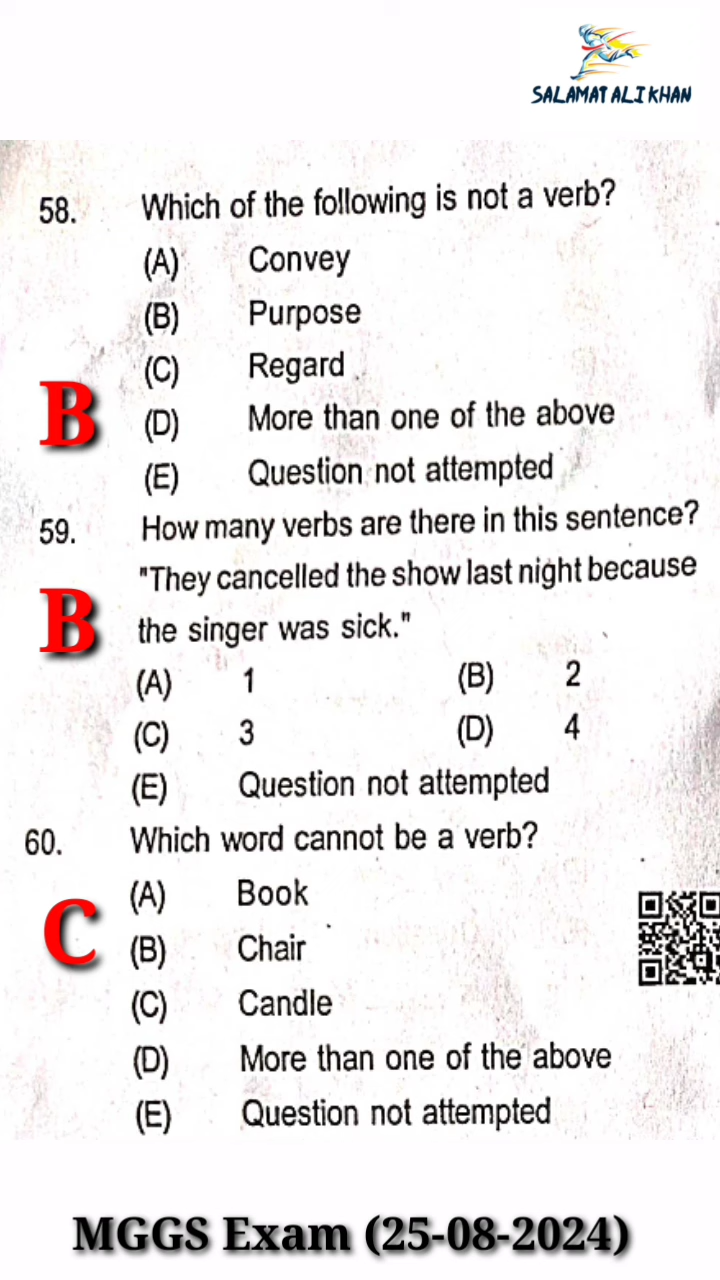 SALAMAT ALI KHAN
58. Which of the following is not a verb?
(A) Convey
(B) Purpose
(C) Regard
B (D) More than one of the above
(E) Question not attempted
59. How many verbs are there in this sentence?
"They cancelled the show last night because
B the singer was sick."
(A) 1 (B) 2
(C) 3 (D) 4
(E) Question not attempted
60. Which word cannot be a verb?
(A) Book
C (B) Chair
(C) Candle
(D) More than one of the above
(E) Question not attempted
MGGS Exam (25-08-2024)